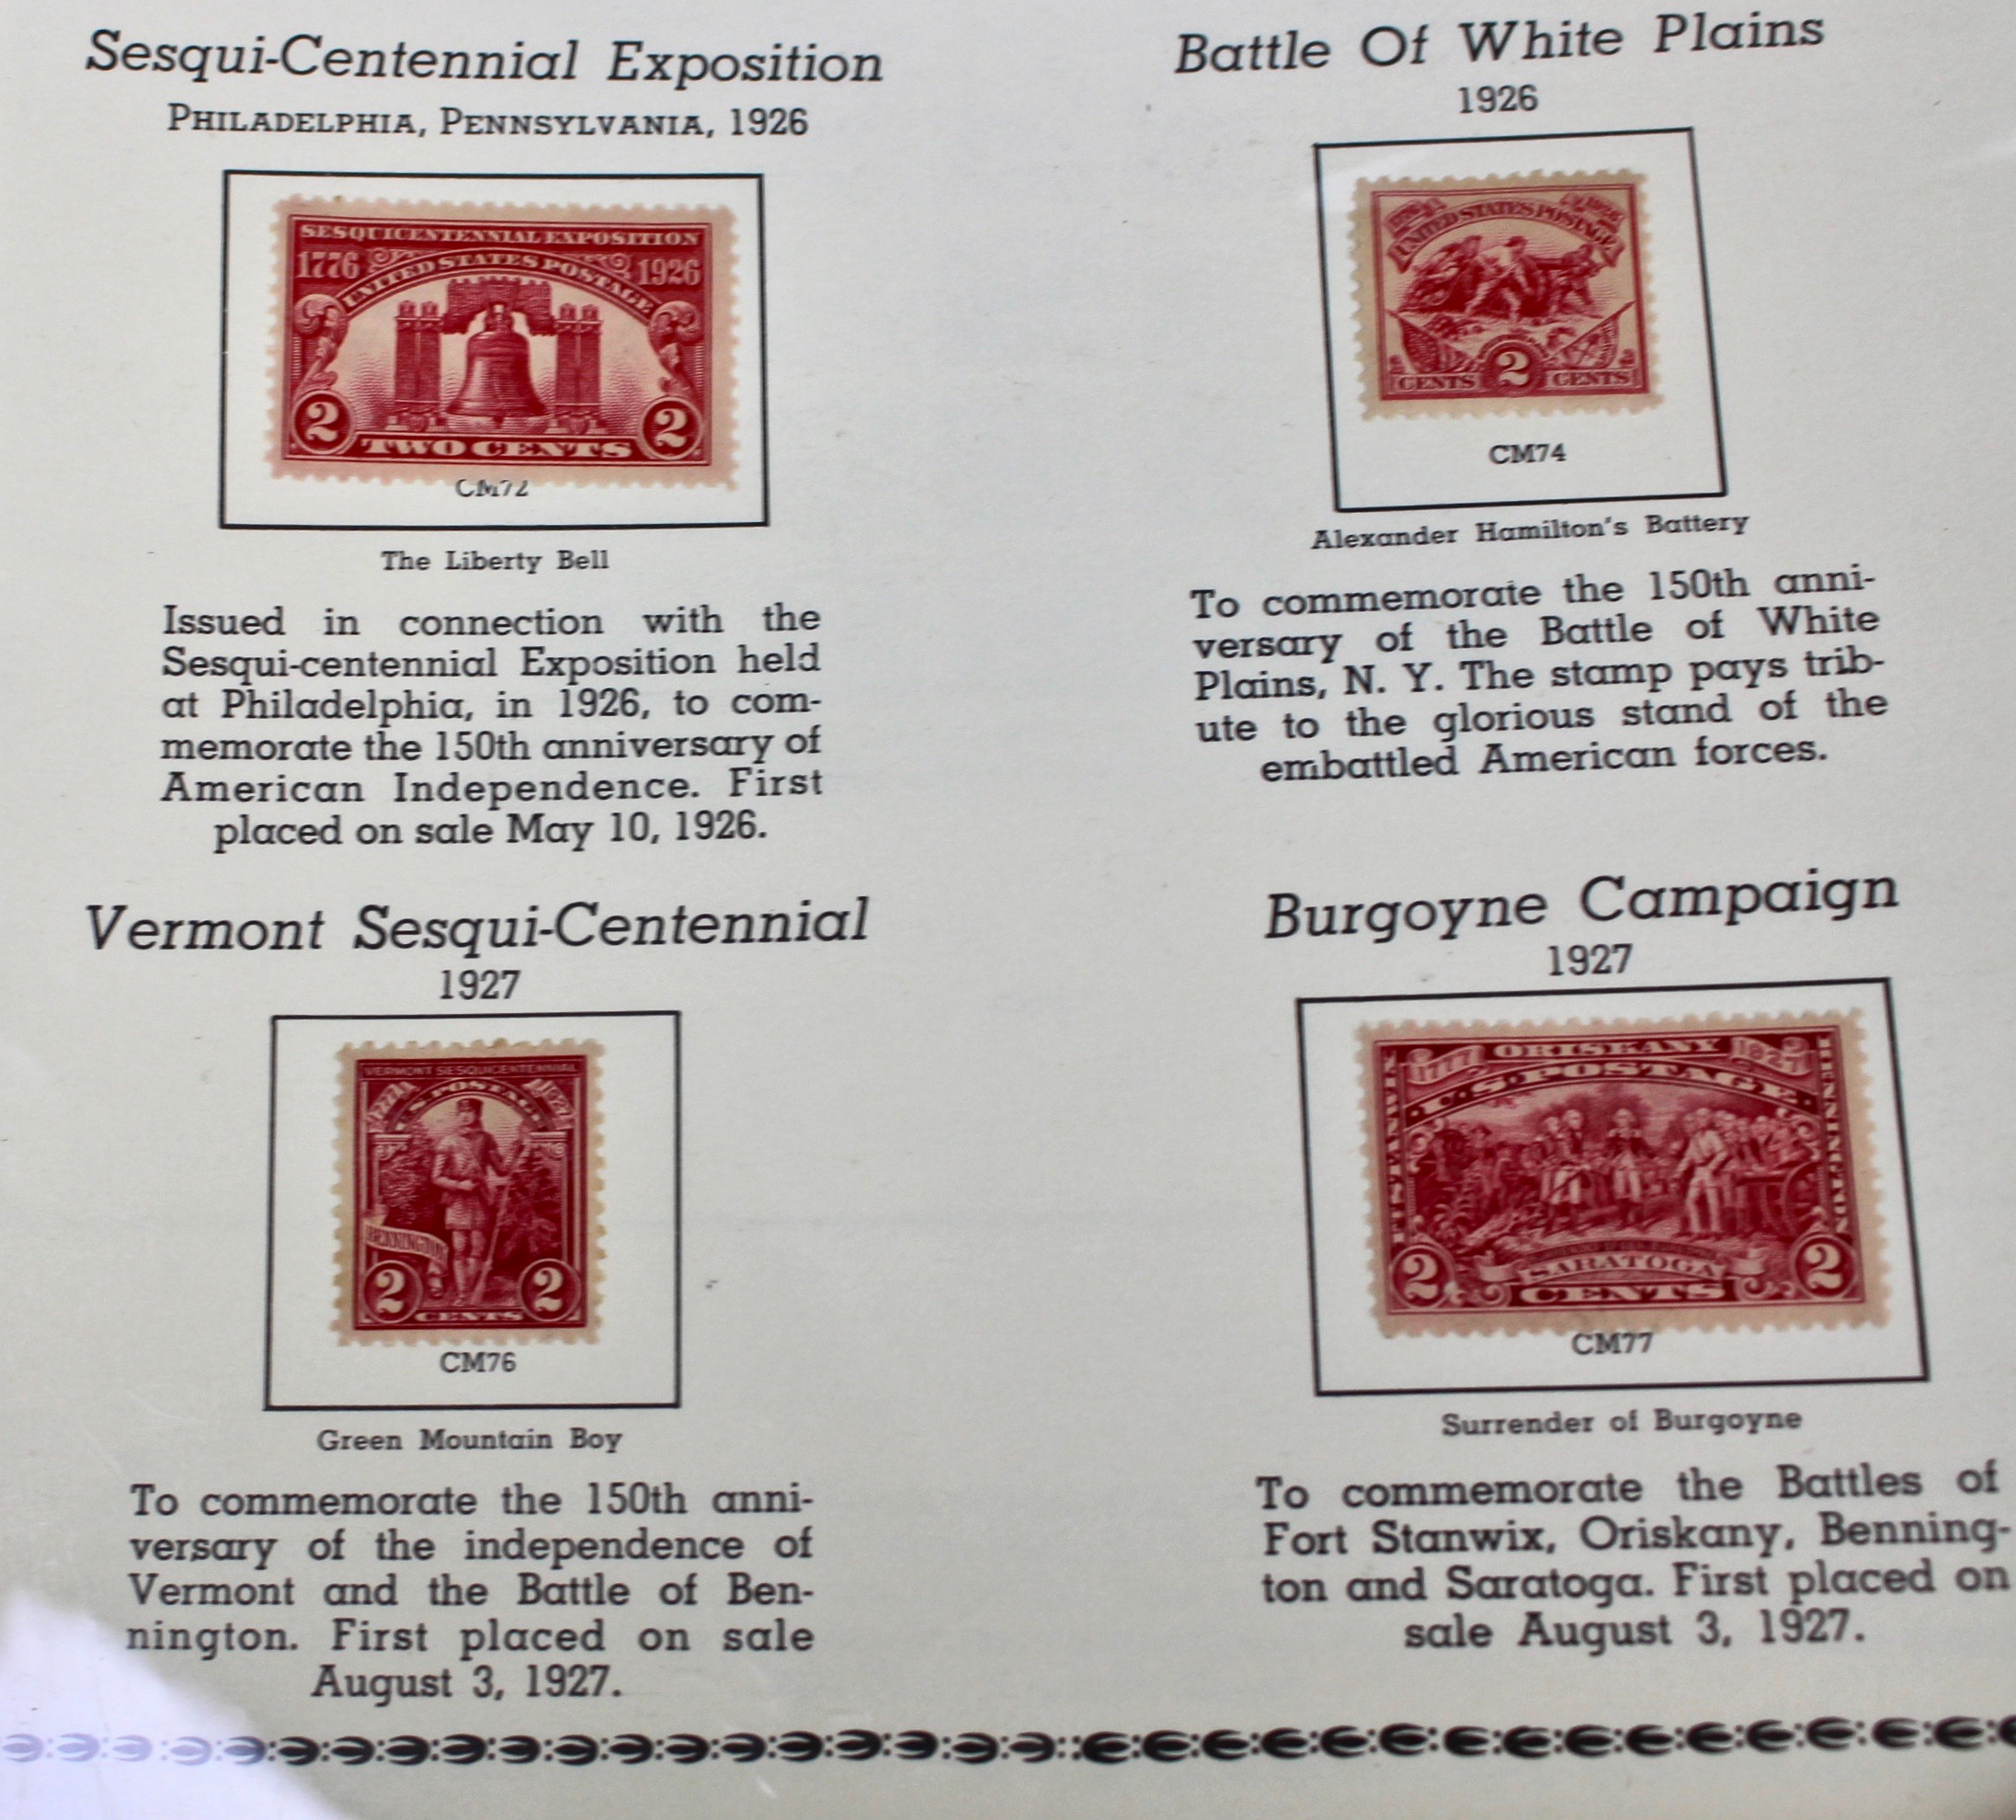 Sesqui-Centennial Exposition
PHILADELPHIA, PENNSYLVANIA, 1926
SESQUICENTENNIAL EXPOSITION
1776 1926
UNITED STATES POSTAGE
2 2
TWO CENTS
CM72
The Liberty Bell
Issued in connection with the
Sesqui-centennial Exposition held
at Philadelphia, in 1926, to com-
memorate the 150th anniversary of
American Independence. First
placed on sale May 10, 1926.
Battle Of White Plains
1926
1776 1926
UNITED STATES POSTAGE
CENTS 2 CENTS
CM74
Alexander Hamilton's Battery
To commemorate the 150th anni-
versary of the Battle of White
Plains, N. Y. The stamp pays trib-
ute to the glorious stand of the
embattled American forces.
Vermont Sesqui-Centennial
1927
VERMONT SESQUICENTENNIAL
1777 1927
U.S. POSTAGE
BENNINGTON
2 2
CENTS
CM76
Green Mountain Boy
To commemorate the 150th anni-
versary of the independence of
Vermont and the Battle of Ben-
nington. First placed on sale
August 3, 1927.
Burgoyne Campaign
1927
1777 ORISKANY 1927
U·S·POSTAGE
FT. STANWIX
BENNINGTON
SARATOGA
2 2
CENTS
CM77
Surrender of Burgoyne
To commemorate the Battles of
Fort Stanwix, Oriskany, Benning-
ton and Saratoga. First placed on
sale August 3, 1927.